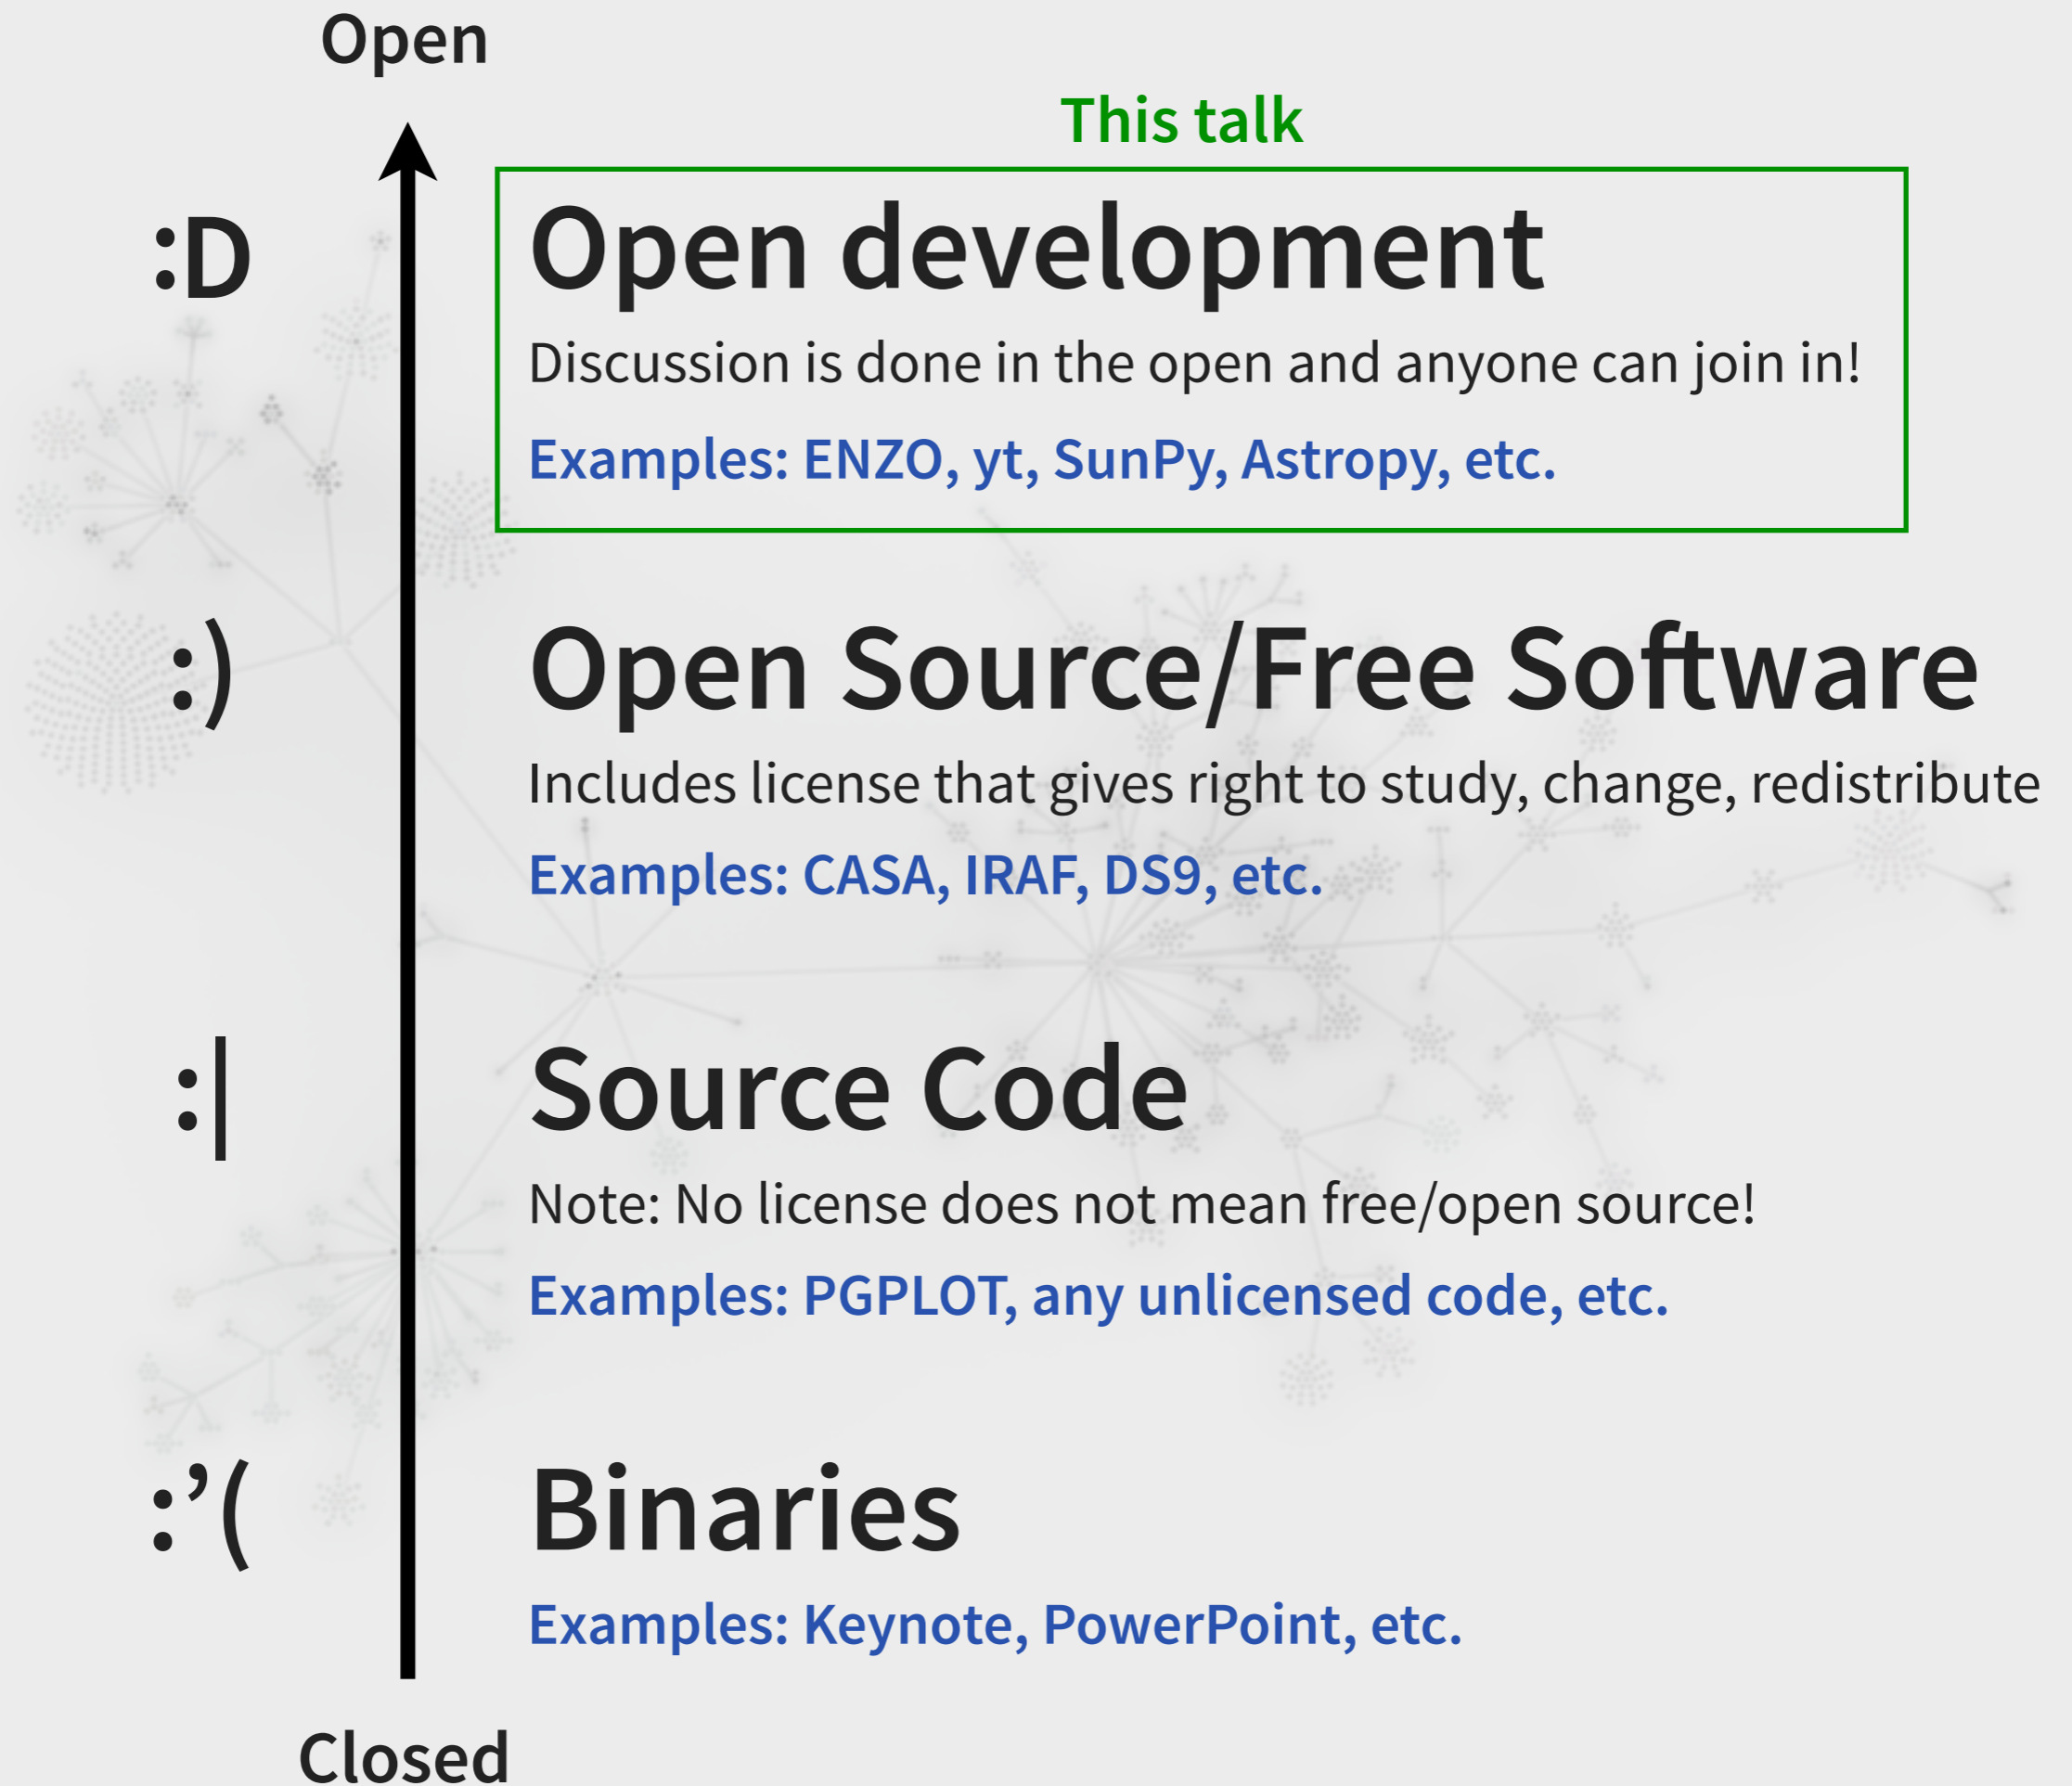 Open
This talk
:D
Open development
Discussion is done in the open and anyone can join in!
Examples: ENZO, yt, SunPy, Astropy, etc.
:)
Open Source/Free Software
Includes license that gives right to study, change, redistribute
Examples: CASA, IRAF, DS9, etc.
:|
Source Code
Note: No license does not mean free/open source!
Examples: PGPLOT, any unlicensed code, etc.
:’(
Binaries
Examples: Keynote, PowerPoint, etc.
Closed